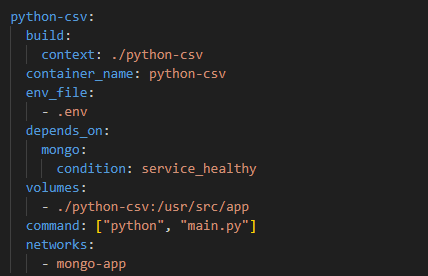 python-csv:
  build:
    context: ./python-csv
  container_name: python-csv
  env_file:
    - .env
  depends_on:
    mongo:
      condition: service_healthy
  volumes:
    - ./python-csv:/usr/src/app
  command: ["python", "main.py"]
  networks:
    - mongo-app